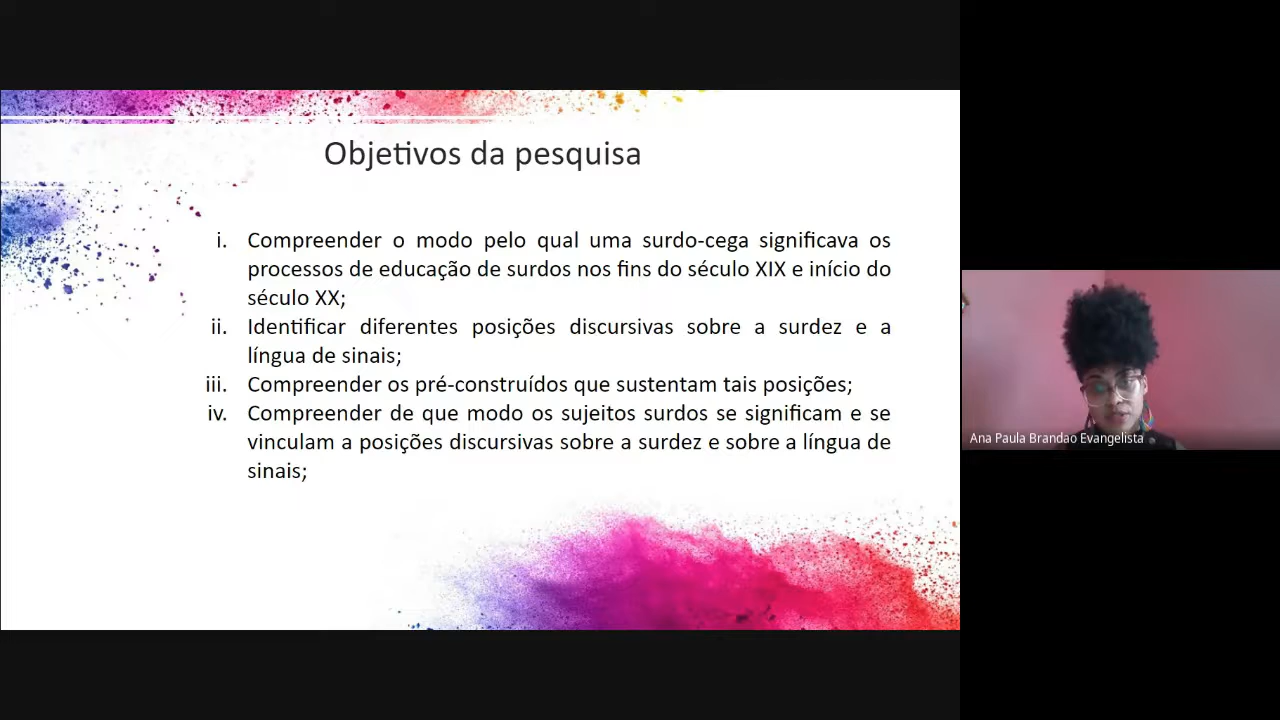 Objetivos da pesquisa
i. Compreender o modo pelo qual uma surdo-cega significava os
processos de educação de surdos nos fins do século XIX e início do
século XX;
ii. Identificar diferentes posições discursivas sobre a surdez e a
língua de sinais;
iii. Compreender os pré-construídos que sustentam tais posições;
iv. Compreender de que modo os sujeitos surdos se significam e se
vinculam a posições discursivas sobre a surdez e sobre a língua de
sinais;
Ana Paula Brandao Evangelista